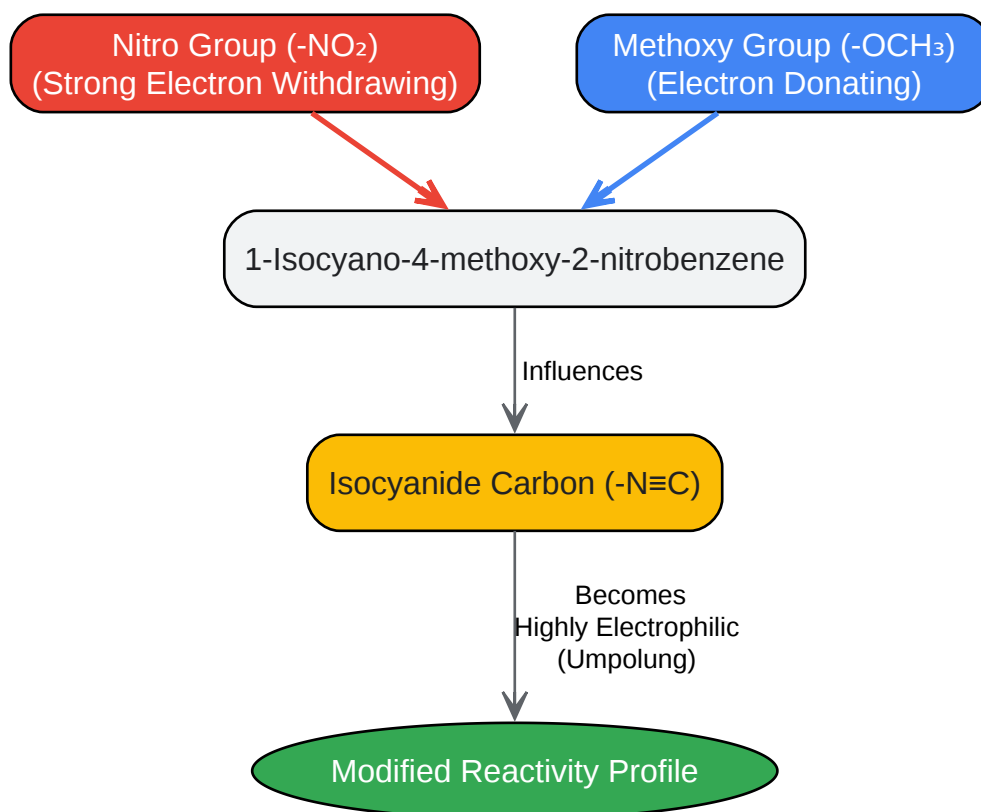 Nitro Group (-NO₂)
(Strong Electron Withdrawing)
Methoxy Group (-OCH₃)
(Electron Donating)
1-Isocyano-4-methoxy-2-nitrobenzene
Influences
Isocyanide Carbon (-N≡C)
Becomes
Highly Electrophilic
(Umpolung)
Modified Reactivity Profile